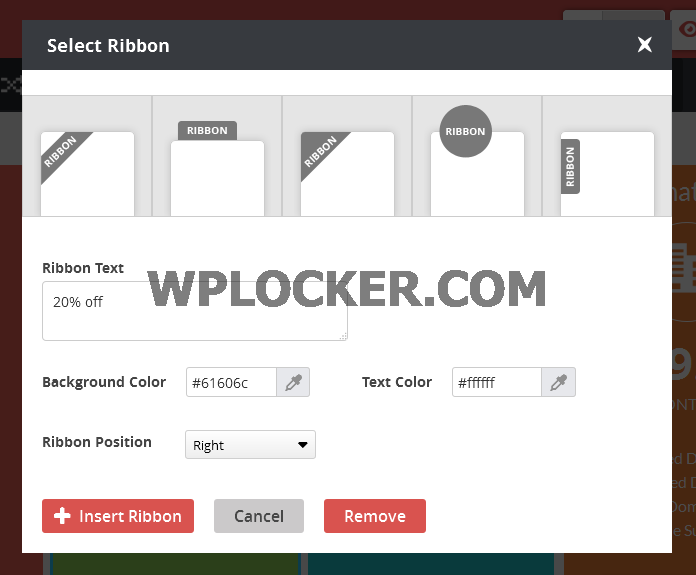 Select Ribbon
RIBBON
RIBBON
RIBBON
RIBBON
RIBBON
Ribbon Text
WPLOCKER.COM
20% off
Background Color
#61606c
Text Color
#ffffff
Ribbon Position
Right
Insert Ribbon
Cancel
Remove
9